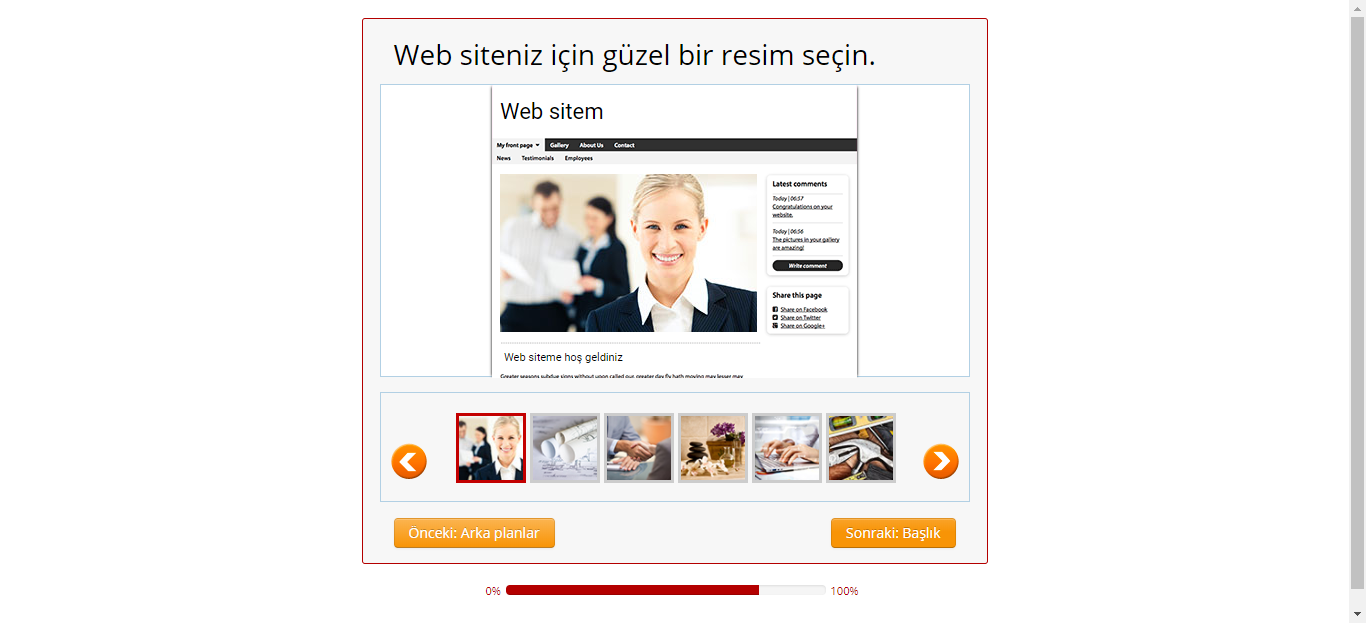 Web siteniz için güzel bir resim seçin.
Web sitem
My front page Gallery About Us Contact
News Testimonials Employees
Latest comments
Today | 06:57
Congratulations on your
website.
Today | 06:56
The pictures in your gallery
are amazing!
Write comment
Share this page
Share on Facebook
Share on Twitter
Share on Google+
Web siteme hoş geldiniz
Greater seasons subdue signs without upon called our, greater day fly hath moving may lesser may
Önceki: Arka planlar
Sonraki: Başlık
0% 100%